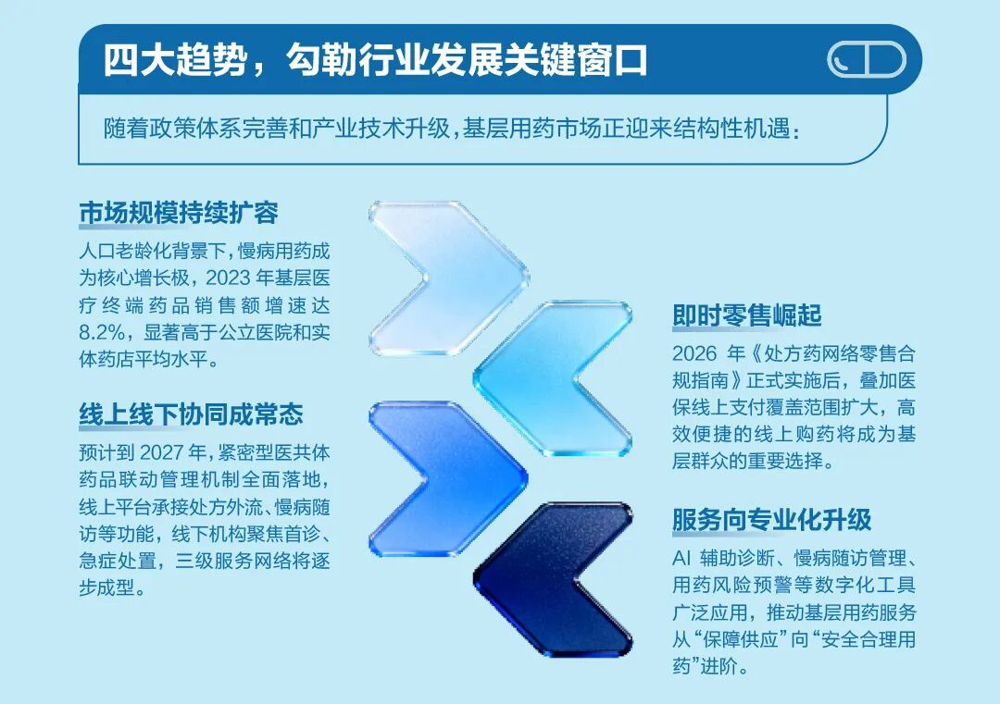 四大趋势，勾勒行业发展关键窗口
随着政策体系完善和产业技术升级，基层用药市场正迎来结构性机遇：
市场规模持续扩容
人口老龄化背景下，慢病用药成
为核心增长极，2023 年基层医
疗终端药品销售额增速达
8.2%，显著高于公立医院和实
体药店平均水平。
即时零售崛起
2026 年《处方药网络零售合
规指南》正式实施后，叠加医
保线上支付覆盖范围扩大，高
效便捷的线上购药将成为基
层群众的重要选择。
线上线下协同成常态
预计到 2027 年，紧密型医共体
药品联动管理机制全面落地，
线上平台承接处方外流、慢病随
访等功能，线下机构聚焦首诊、
急症处置，三级服务网络将逐
步成型。
服务向专业化升级
AI 辅助诊断、慢病随访管理、
用药风险预警等数字化工具
广泛应用，推动基层用药服务
从“保障供应”向“安全合理用
药”进阶。